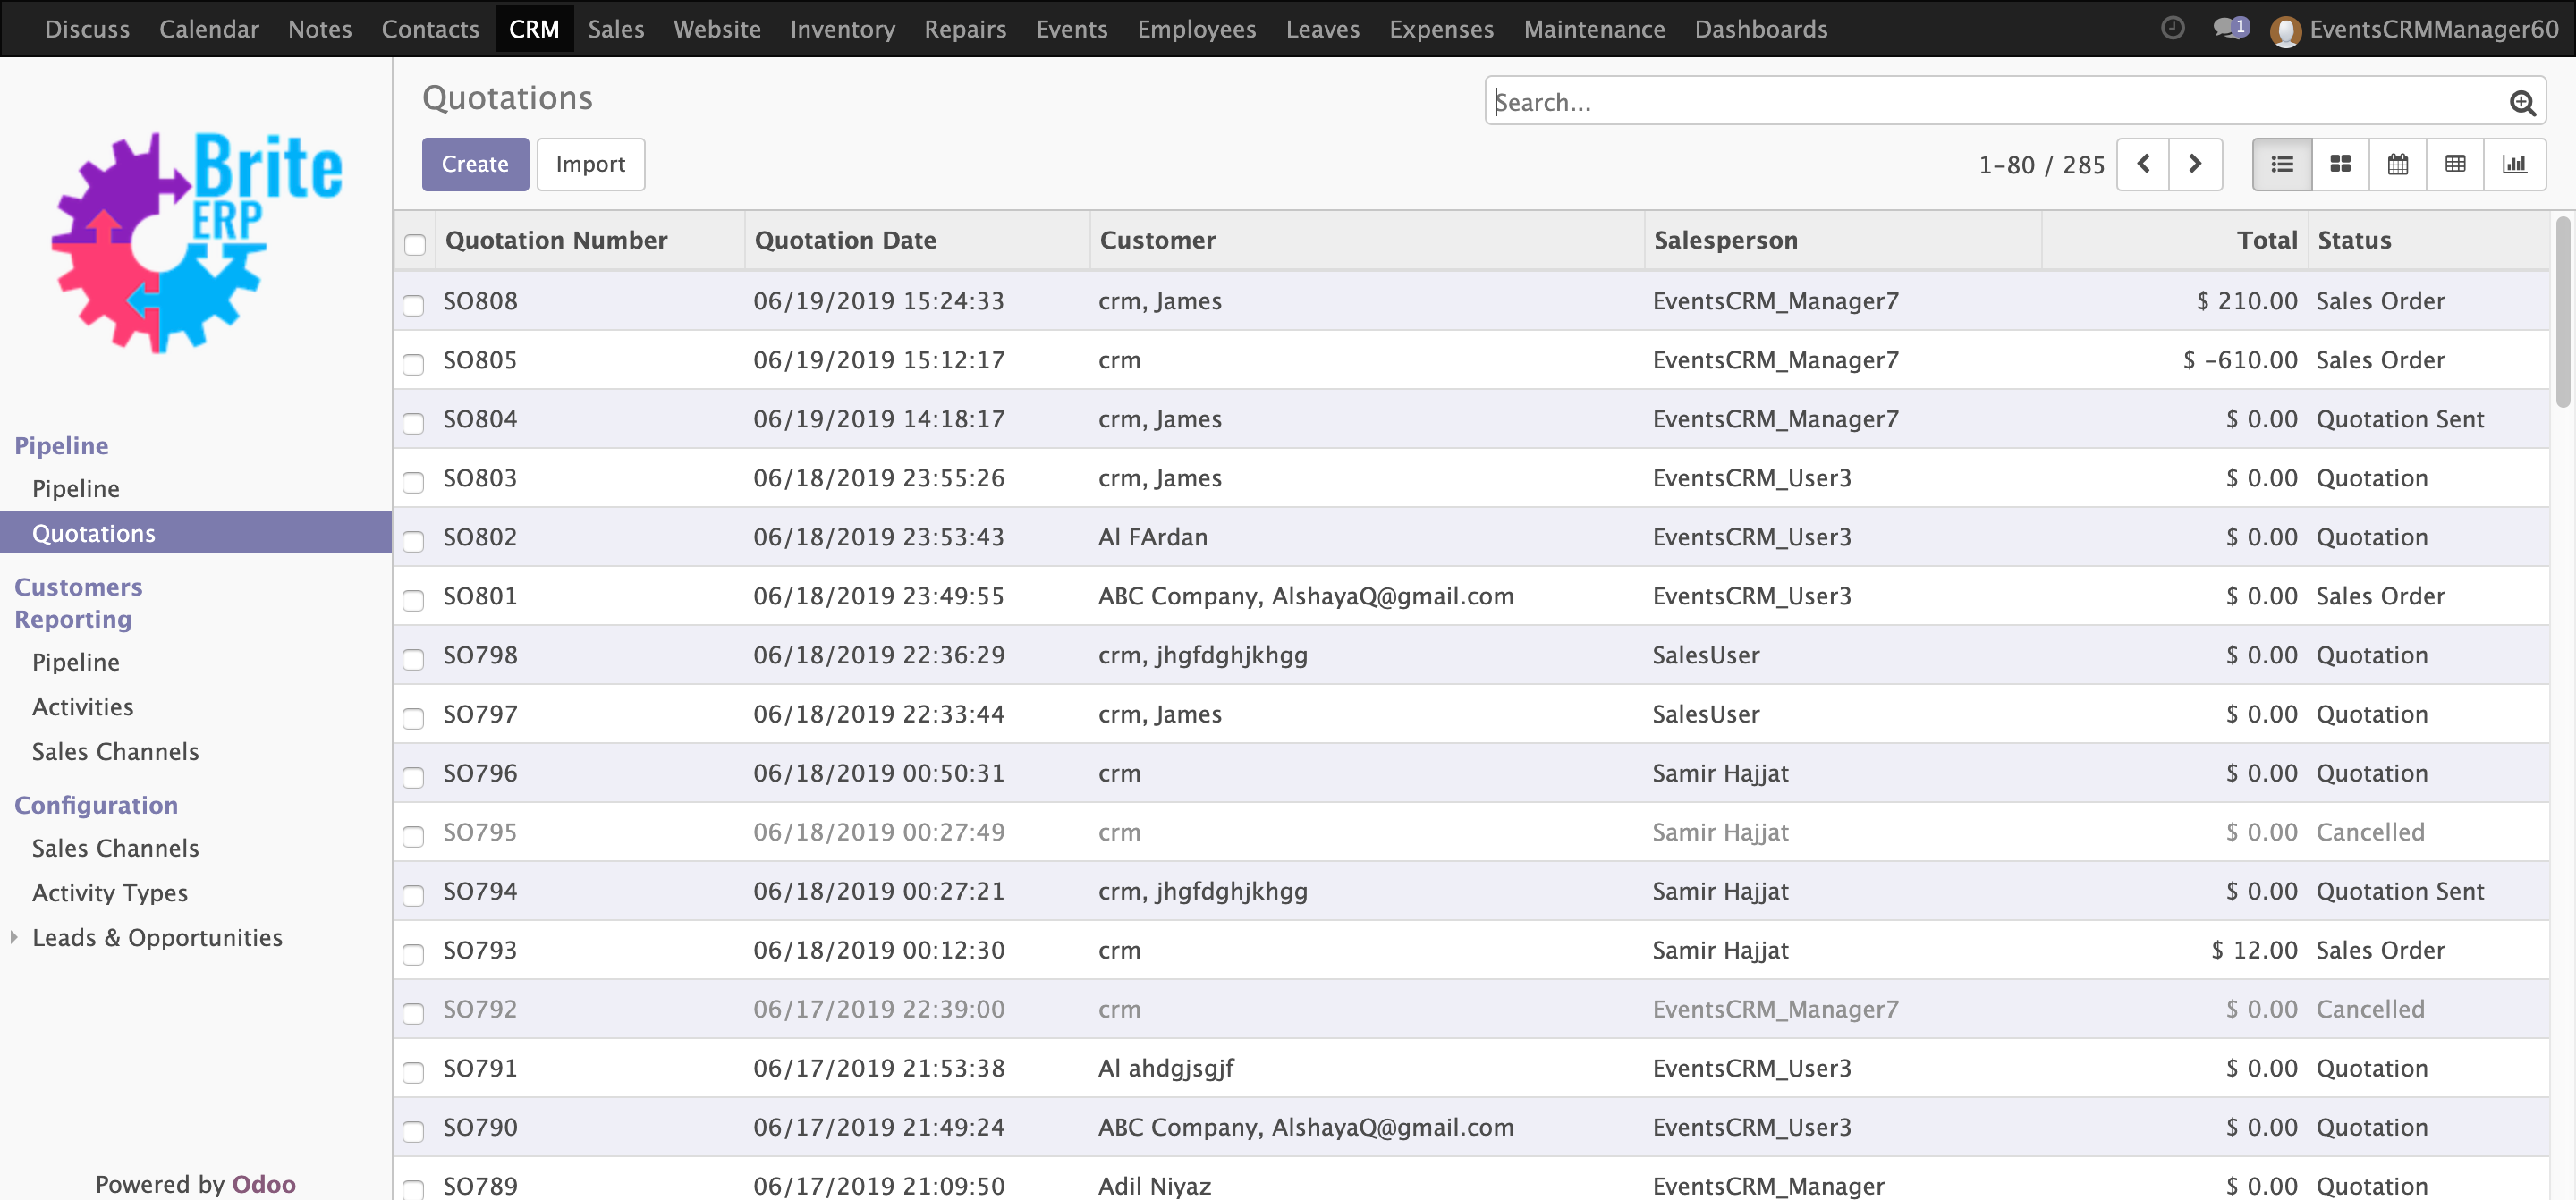 Discuss Calendar Notes Contacts CRM Sales Website Inventory Repairs Events Employees Leaves Expenses Maintenance Dashboards 1 EventsCRMManager60
Brite
ERP
Pipeline
Pipeline
Quotations
Customers
Reporting
Pipeline
Activities
Sales Channels
Configuration
Sales Channels
Activity Types
Leads & Opportunities
Powered by Odoo
Quotations
Search...
Create Import
1-80 / 285
Quotation Number Quotation Date Customer Salesperson Total Status
SO808 06/19/2019 15:24:33 crm, James EventsCRM_Manager7 $ 210.00 Sales Order
SO805 06/19/2019 15:12:17 crm EventsCRM_Manager7 $ -610.00 Sales Order
SO804 06/19/2019 14:18:17 crm, James EventsCRM_Manager7 $ 0.00 Quotation Sent
SO803 06/18/2019 23:55:26 crm, James EventsCRM_User3 $ 0.00 Quotation
SO802 06/18/2019 23:53:43 Al FArdan EventsCRM_User3 $ 0.00 Quotation
SO801 06/18/2019 23:49:55 ABC Company, AlshayaQ@gmail.com EventsCRM_User3 $ 0.00 Sales Order
SO798 06/18/2019 22:36:29 crm, jhgfdghjkhgg SalesUser $ 0.00 Quotation
SO797 06/18/2019 22:33:44 crm, James SalesUser $ 0.00 Quotation
SO796 06/18/2019 00:50:31 crm Samir Hajjat $ 0.00 Quotation
SO795 06/18/2019 00:27:49 crm Samir Hajjat $ 0.00 Cancelled
SO794 06/18/2019 00:27:21 crm, jhgfdghjkhgg Samir Hajjat $ 0.00 Quotation Sent
SO793 06/18/2019 00:12:30 crm Samir Hajjat $ 12.00 Sales Order
SO792 06/17/2019 22:39:00 crm EventsCRM_Manager7 $ 0.00 Cancelled
SO791 06/17/2019 21:53:38 Al ahdgjsgjf EventsCRM_User3 $ 0.00 Quotation
SO790 06/17/2019 21:49:24 ABC Company, AlshayaQ@gmail.com EventsCRM_User3 $ 0.00 Quotation
SO789 06/17/2019 21:09:50 Adil Niyaz EventsCRM_Manager $ 0.00 Quotation